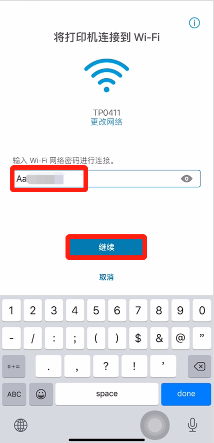 将打印机连接到 Wi-Fi
TP0411
更改网络
输入 Wi-Fi 网络密码进行连接。
Aa
继续
取消
1 2 3 4 5 6 7 8 9 0
- / : ; ( ) $ & @ "
#+= . , ? ! '
ABC space done